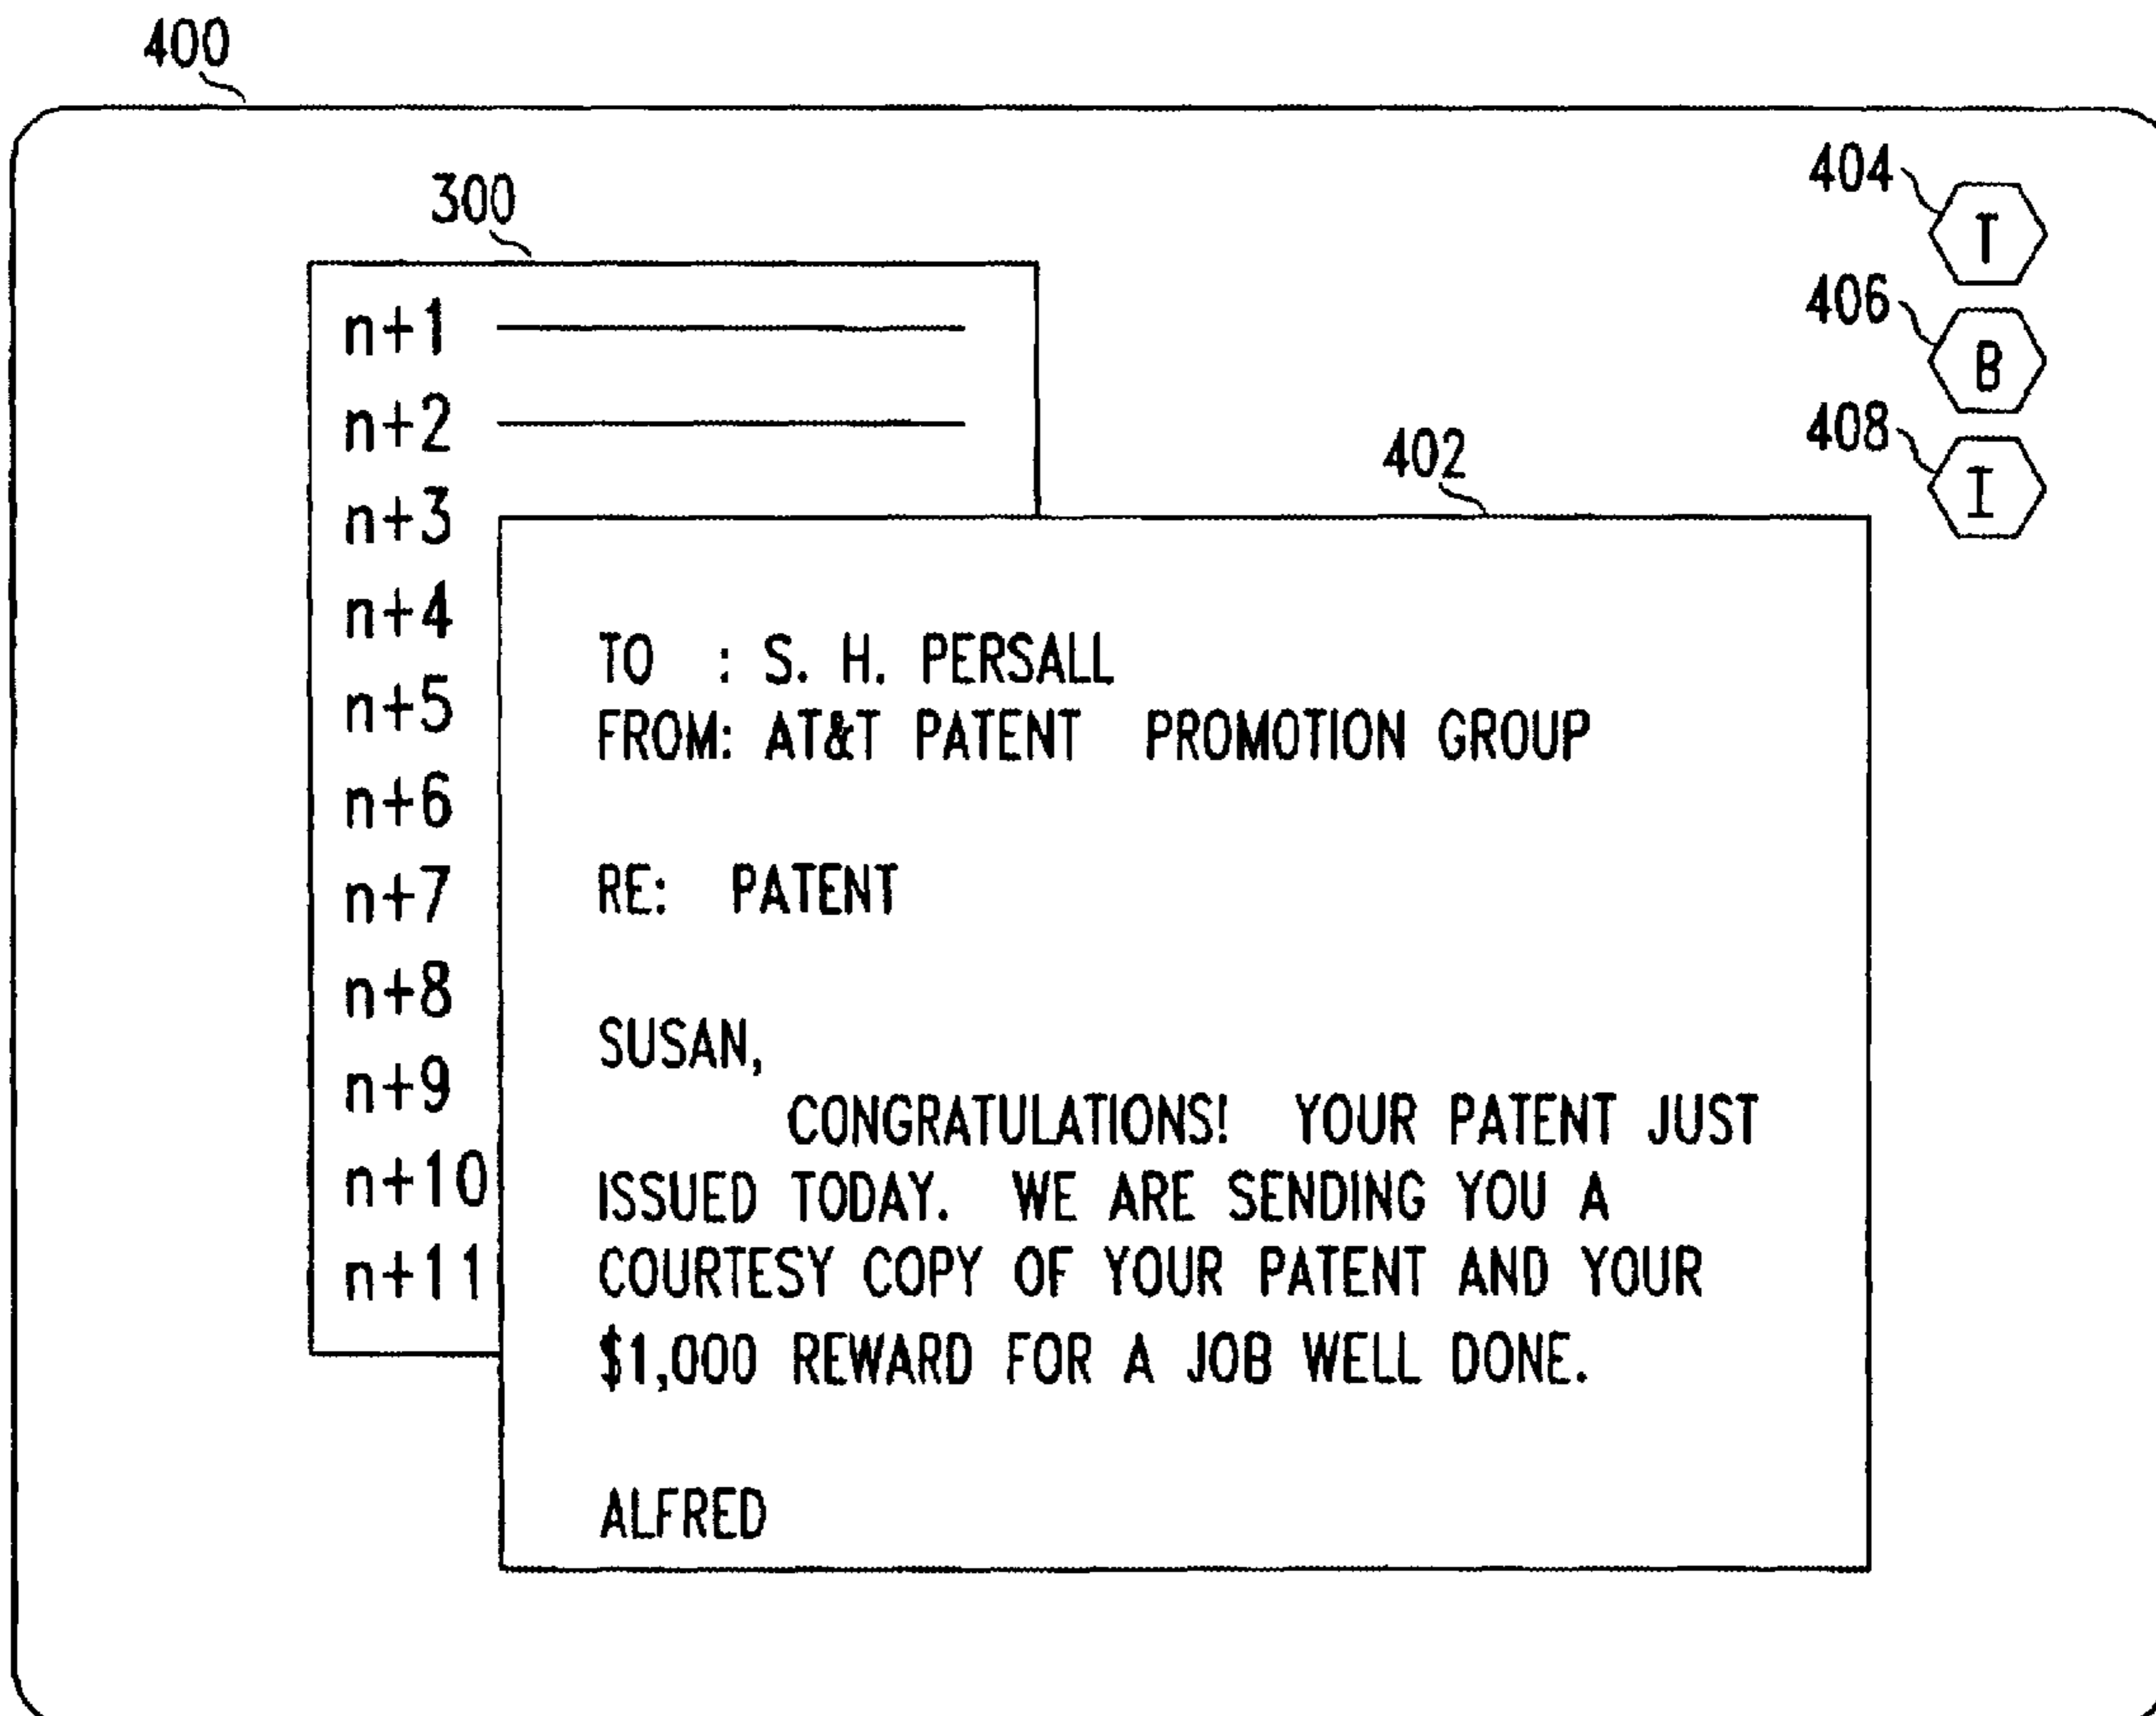 400
300
n+1
n+2
n+3
n+4
n+5
n+6
n+7
n+8
n+9
n+10
n+11
404
T
406
B
408
I
402
TO : S. H. PERSALL
FROM: AT&T PATENT PROMOTION GROUP
RE: PATENT
SUSAN,
CONGRATULATIONS! YOUR PATENT JUST
ISSUED TODAY. WE ARE SENDING YOU A
COURTESY COPY OF YOUR PATENT AND YOUR
$1,000 REWARD FOR A JOB WELL DONE.
ALFRED